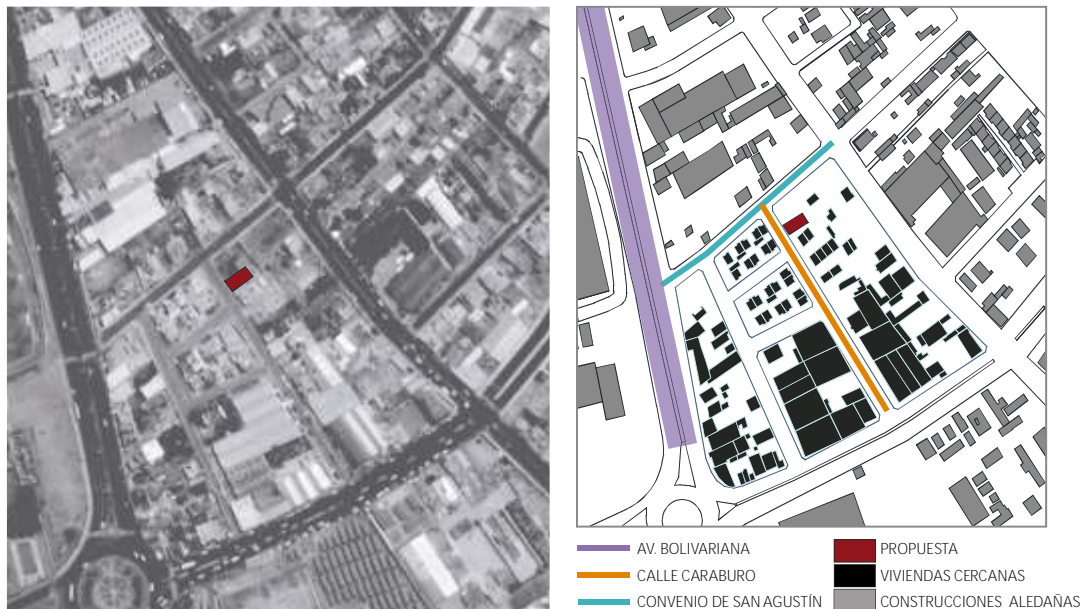 AV. BOLIVARIANA
CALLE CARABURO
CONVENIO DE SAN AGUSTÍN
PROPUESTA
VIVIENDAS CERCANAS
CONSTRUCCIONES ALEDAÑAS